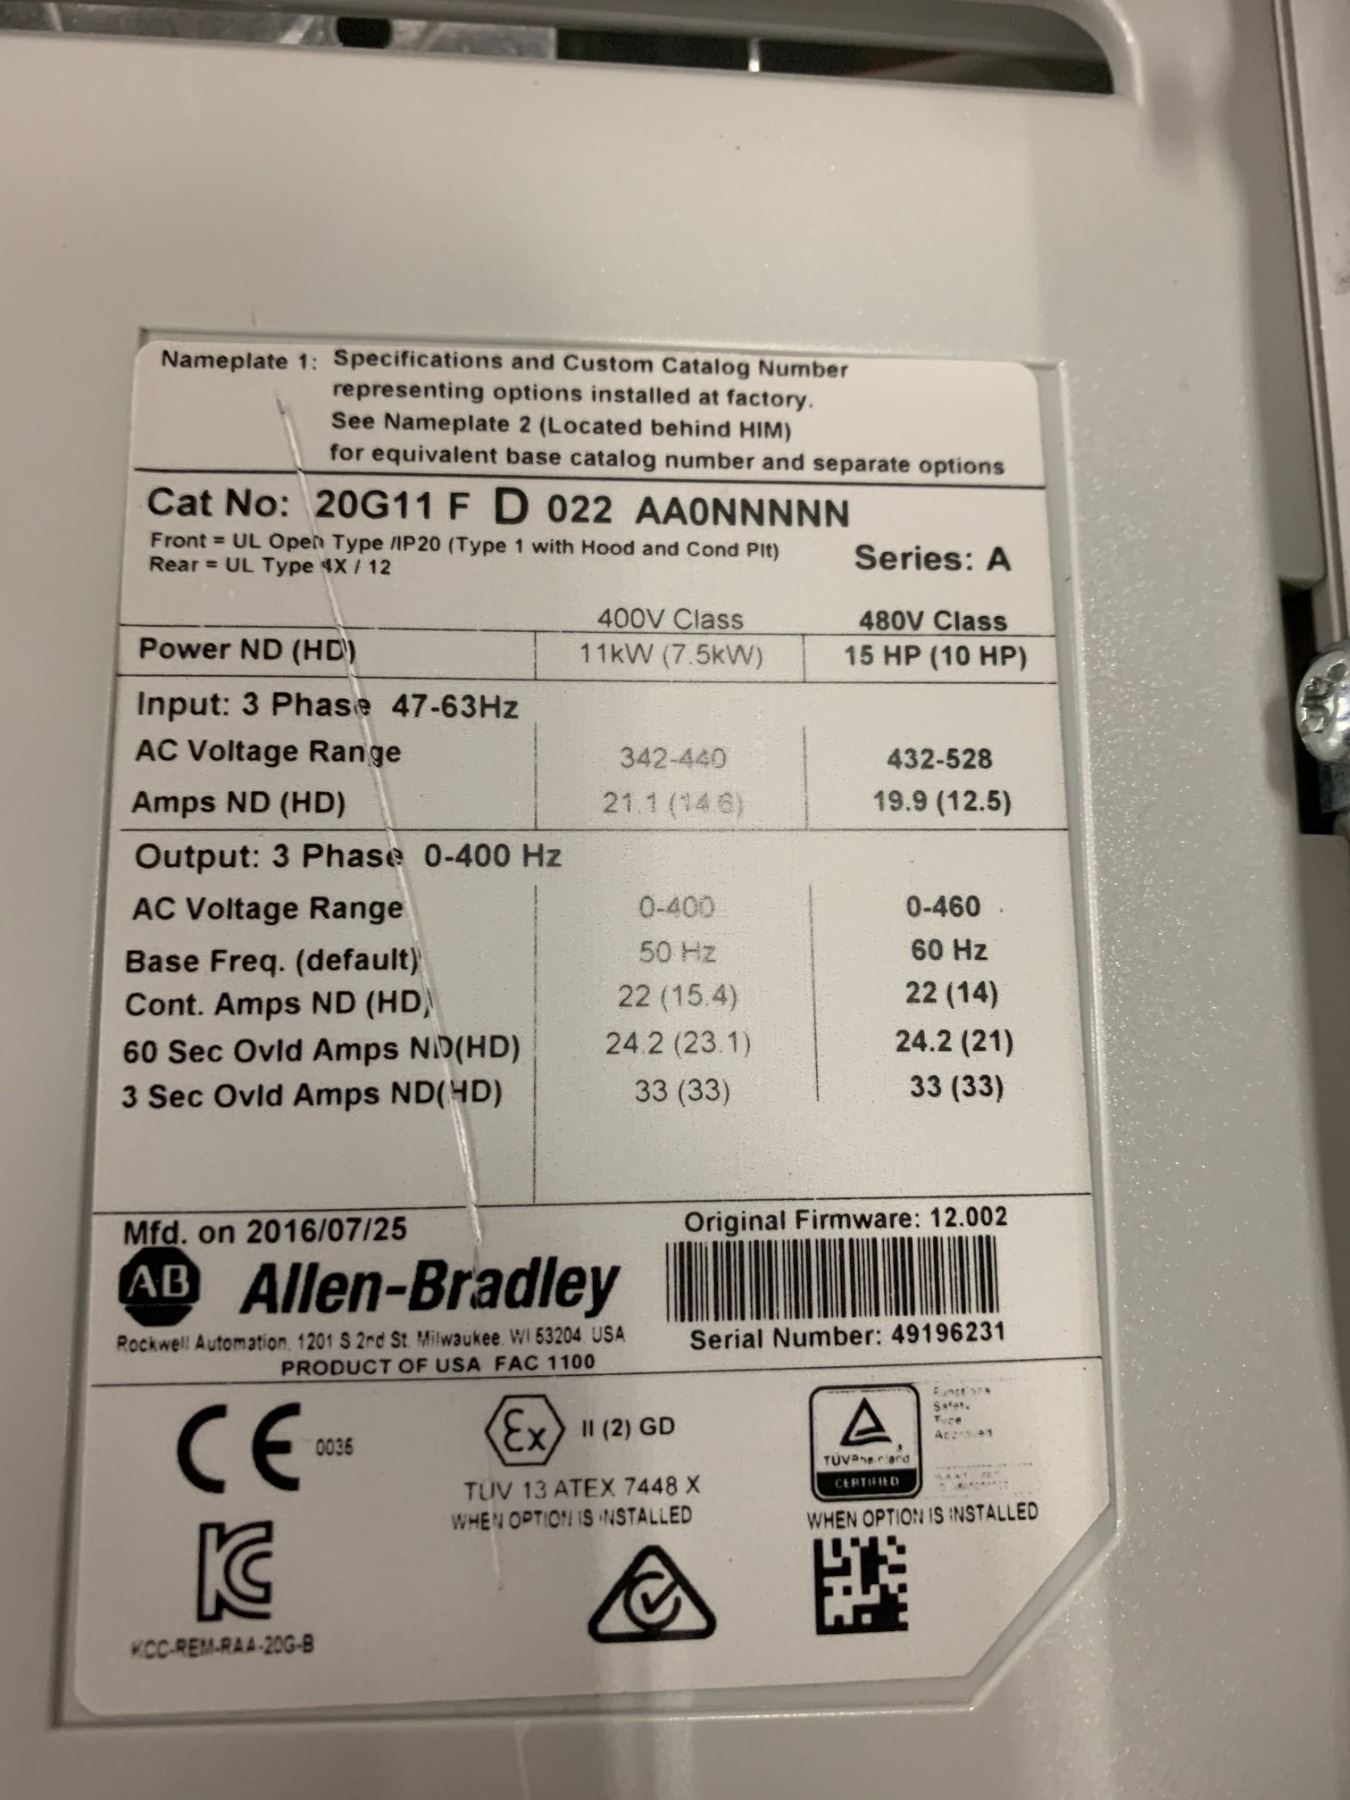 Nameplate 1: Specifications and Custom Catalog Number
representing options installed at factory.
See Nameplate 2 (Located behind HIM)
for equivalent base catalog number and separate options
Cat No: 20G11 F D 022 AA0NNNNN
Front = UL Open Type /IP20 (Type 1 with Hood and Cond Plt)
Rear = UL Type 4X / 12
Series: A
400V Class 480V Class
Power ND (HD) 11kW (7.5kW) 15 HP (10 HP)
Input: 3 Phase 47-63Hz
AC Voltage Range 342-440 432-528
Amps ND (HD) 21.1 (14.6) 19.9 (12.5)
Output: 3 Phase 0-400 Hz
AC Voltage Range 0-400 0-460
Base Freq. (default) 50 Hz 60 Hz
Cont. Amps ND (HD) 22 (15.4) 22 (14)
60 Sec Ovld Amps ND(HD) 24.2 (23.1) 24.2 (21)
3 Sec Ovld Amps ND(HD) 33 (33) 33 (33)
Mfd. on 2016/07/25
Original Firmware: 12.002
AB Allen-Bradley
Serial Number: 49196231
Rockwell Automation, 1201 S 2nd St. Milwaukee, WI 53204 USA
PRODUCT OF USA FAC 1100
CE 0035
Ex II (2) GD
TUV 13 ATEX 7448 X
WHEN OPTION IS INSTALLED
TÜVRheinland
CERTIFIED
Functional
Safety
Type
Approved
WHEN OPTION IS INSTALLED
KC
KCC-REM-RAA-20G-B